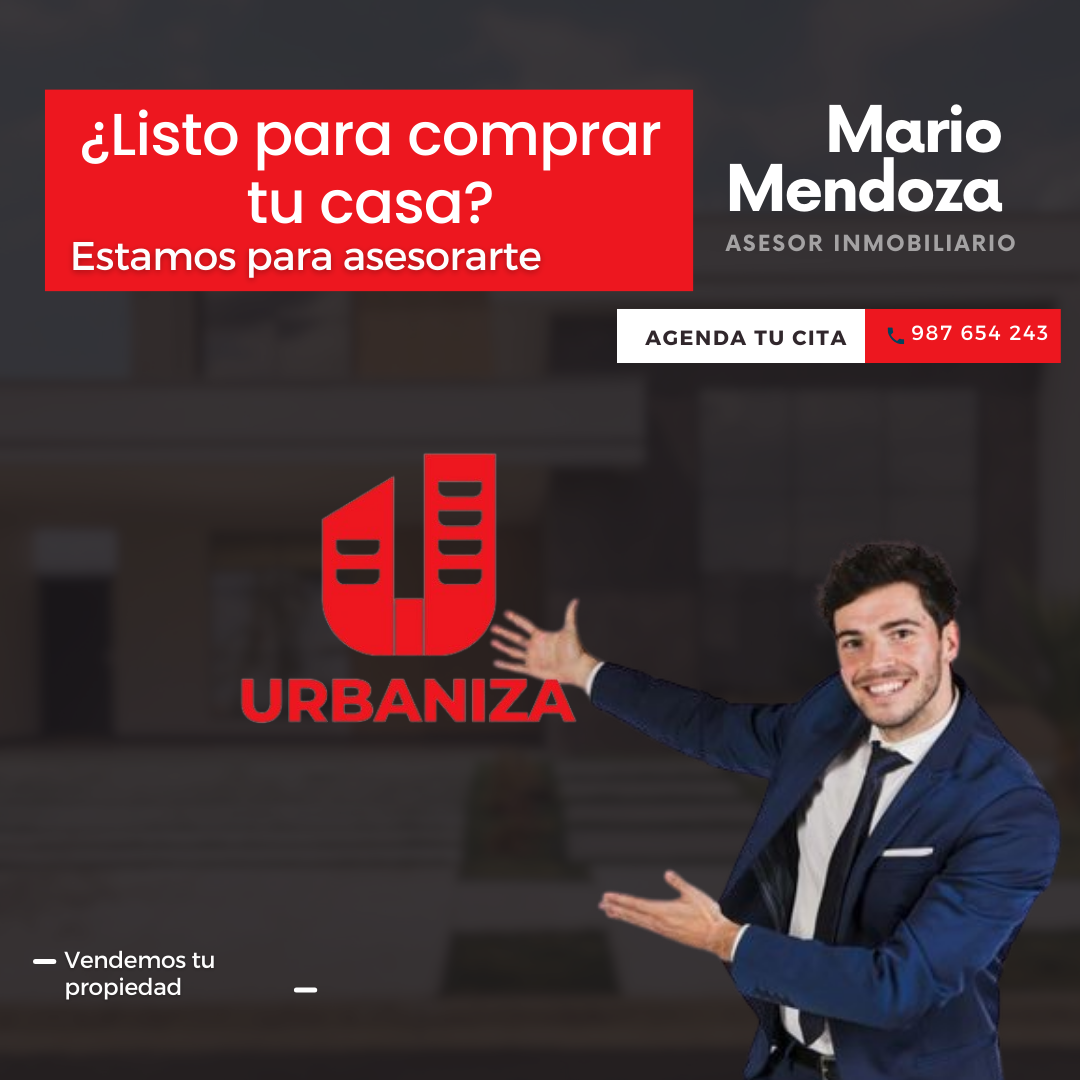 ¿Listo para comprar
tu casa?
Estamos para asesorarte
Mario
Mendoza
ASESOR INMOBILIARIO
AGENDA TU CITA
987 654 243
URBANIZA
Vendemos tu
propiedad